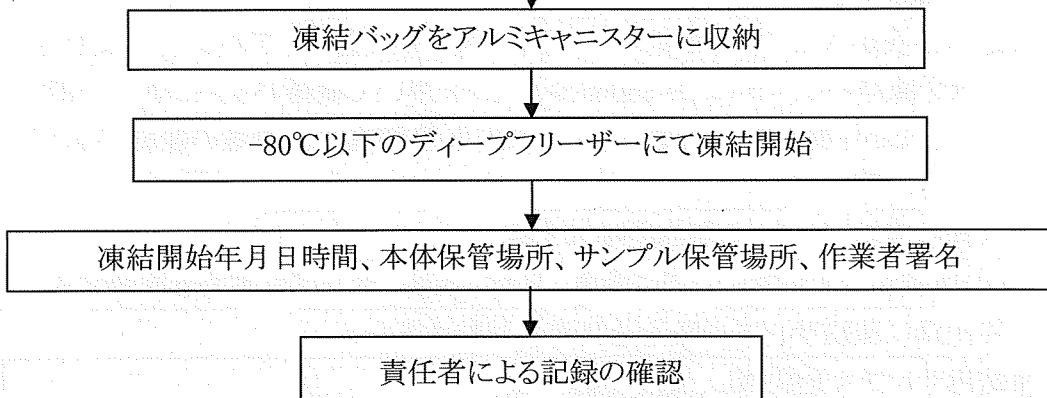 凍結バッグをアルミキャニスターに収納
-80℃以下のディープフリーザーにて凍結開始
凍結開始年月日時間、本体保管場所、サンプル保管場所、作業者署名
責任者による記録の確認